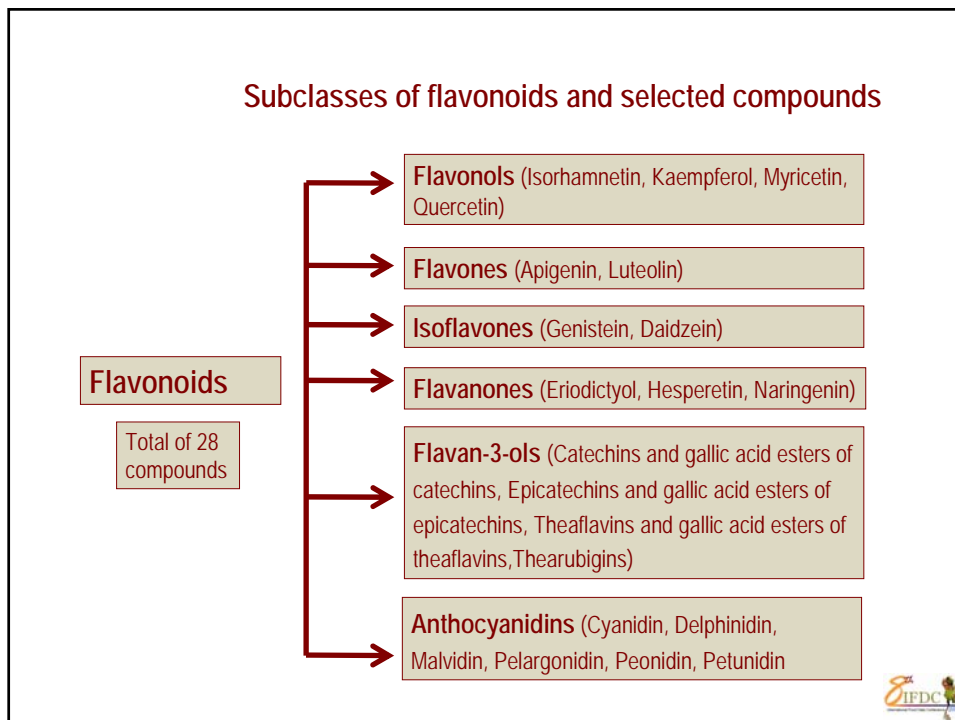 Subclasses of flavonoids and selected compounds
Flavonols (Isorhamnetin, Kaempferol, Myricetin,
Quercetin)
Flavones (Apigenin, Luteolin)
Isoflavones (Genistein, Daidzein)
Flavonoids
Flavanones (Eriodictyol, Hesperetin, Naringenin)
Total of 28
compounds
Flavan-3-ols (Catechins and gallic acid esters of
catechins, Epicatechins and gallic acid esters of
epicatechins, Theaflavins and gallic acid esters of
theaflavins,Thearubigins)
Anthocyanidins (Cyanidin, Delphinidin,
Malvidin, Pelargonidin, Peonidin, Petunidin
8th IFDC